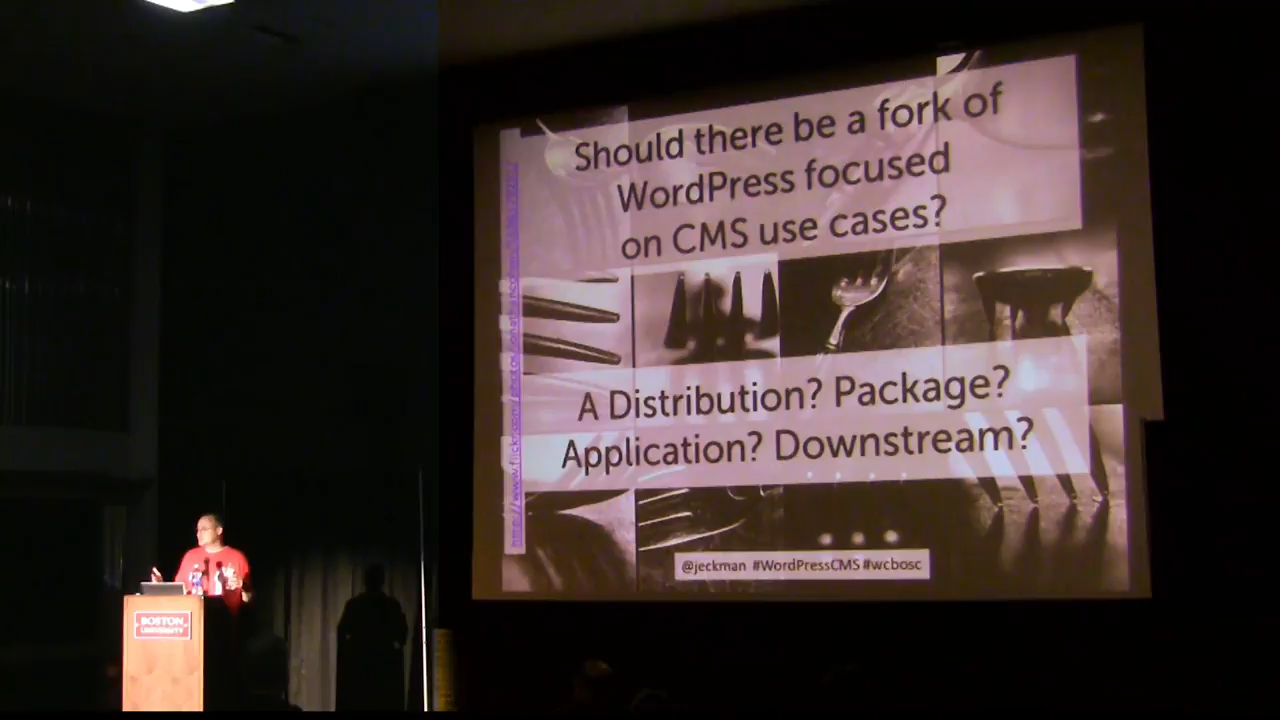 Should there be a fork of
WordPress focused
on CMS use cases?
A Distribution? Package?
Application? Downstream?
@jeckman #WordPressCMS #wcbosc
BOSTON
UNIVERSITY